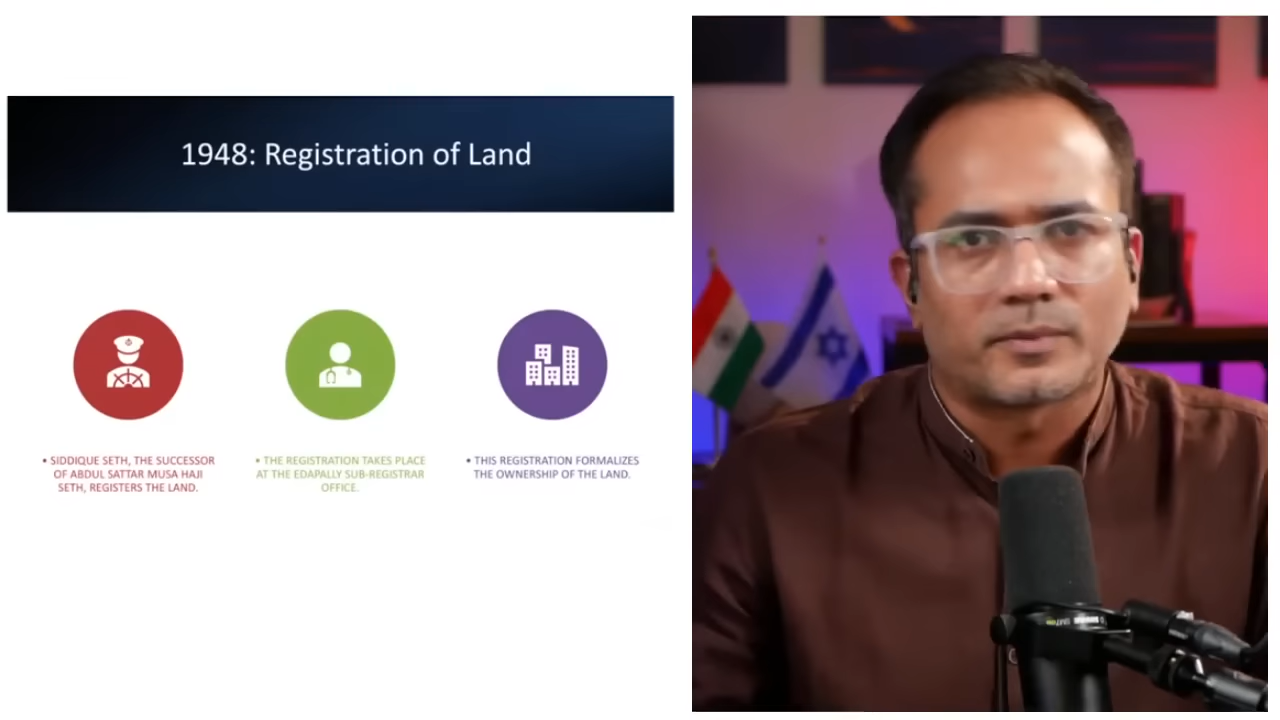 1948: Registration of Land
• SIDDIQUE SETH, THE SUCCESSOR
OF ABDUL SATTAR MUSA HAJI
SETH, REGISTERS THE LAND.
• THE REGISTRATION TAKES PLACE
AT THE EDAPALLY SUB-REGISTRAR
OFFICE.
• THIS REGISTRATION FORMALIZES
THE OWNERSHIP OF THE LAND.